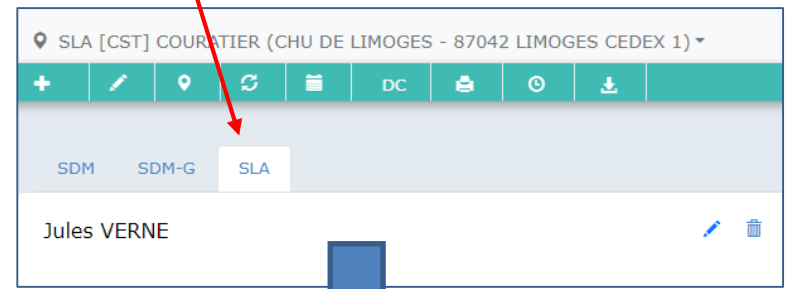 SLA [CST] COURATIER (CHU DE LIMOGES - 87042 LIMOGES CEDEX 1)
DC
SDM SDM-G SLA
Jules VERNE